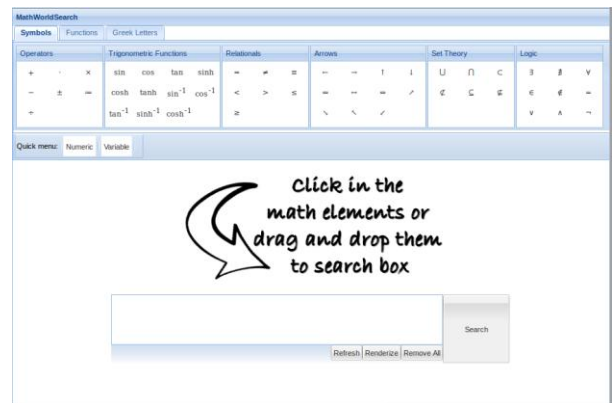 MathWorldSearch
Symbols Functions Greek Letters
Operators Trigonometric Functions Relationals Arrows Set Theory Logic
+ · × sin cos tan sinh = ≠ ≡ ← → ↑ ↓ ∪ ∩ ⊂ ∃ ∄ ∀
− ± cosh tanh sin⁻¹ cos⁻¹ < > ≤ ↗ ⊄ ⊆ ∈ ∉
÷ tan⁻¹ sinh⁻¹ cosh⁻¹ ≥ ↘ ↖ ↙ ∨ ∧ ¬
Quick menu: Numeric Variable
Click in the
math elements or
drag and drop them
to search box
Search
Refresh Renderize Remove All